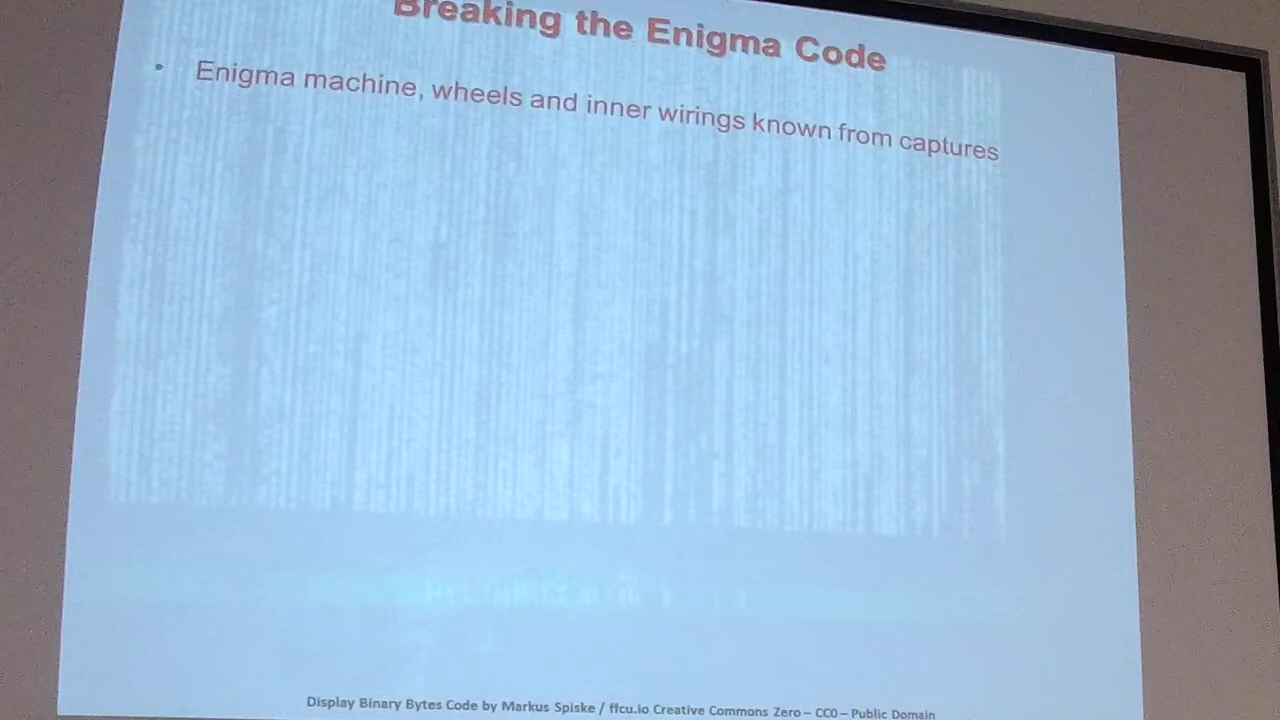 Breaking the Enigma Code
• Enigma machine, wheels and inner wirings known from captures
Display Binary Bytes Code by Markus Spiske / ffcu.io Creative Commons Zero – CC0 – Public Domain